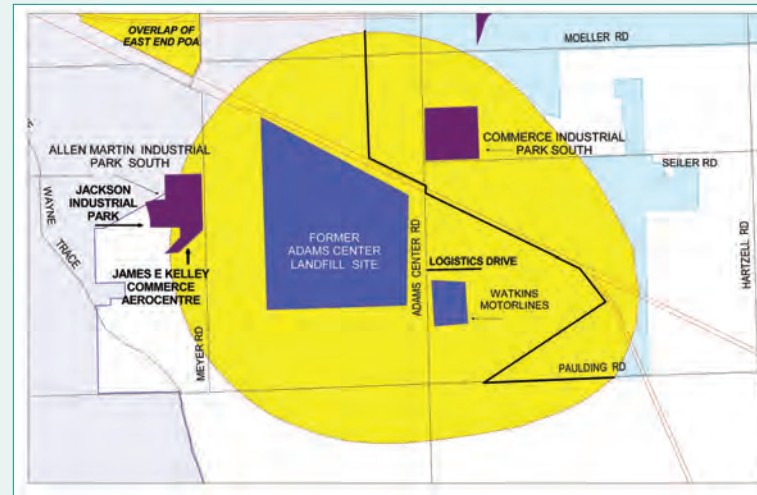 OVERLAP OF
EAST END POA
MOELLER RD
ALLEN MARTIN INDUSTRIAL
PARK SOUTH
COMMERCE INDUSTRIAL
PARK SOUTH
SEILER RD
JACKSON
INDUSTRIAL
PARK
WAYNE
TRACE
FORMER
ADAMS CENTER
LANDFILL SITE
ADAMS CENTER RD
HARTZELL RD
JAMES E KELLEY
COMMERCE
AEROCENTRE
LOGISTICS DRIVE
WATKINS
MOTORLINES
MEYER RD
PAULDING RD